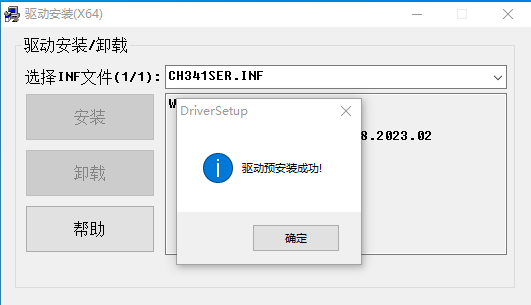 驱动安装(X64)
驱动安装/卸载
选择INF文件(1/1):
CH341SER.INF
安装
卸载
帮助
W
8.2023.02
DriverSetup
驱动预安装成功!
确定